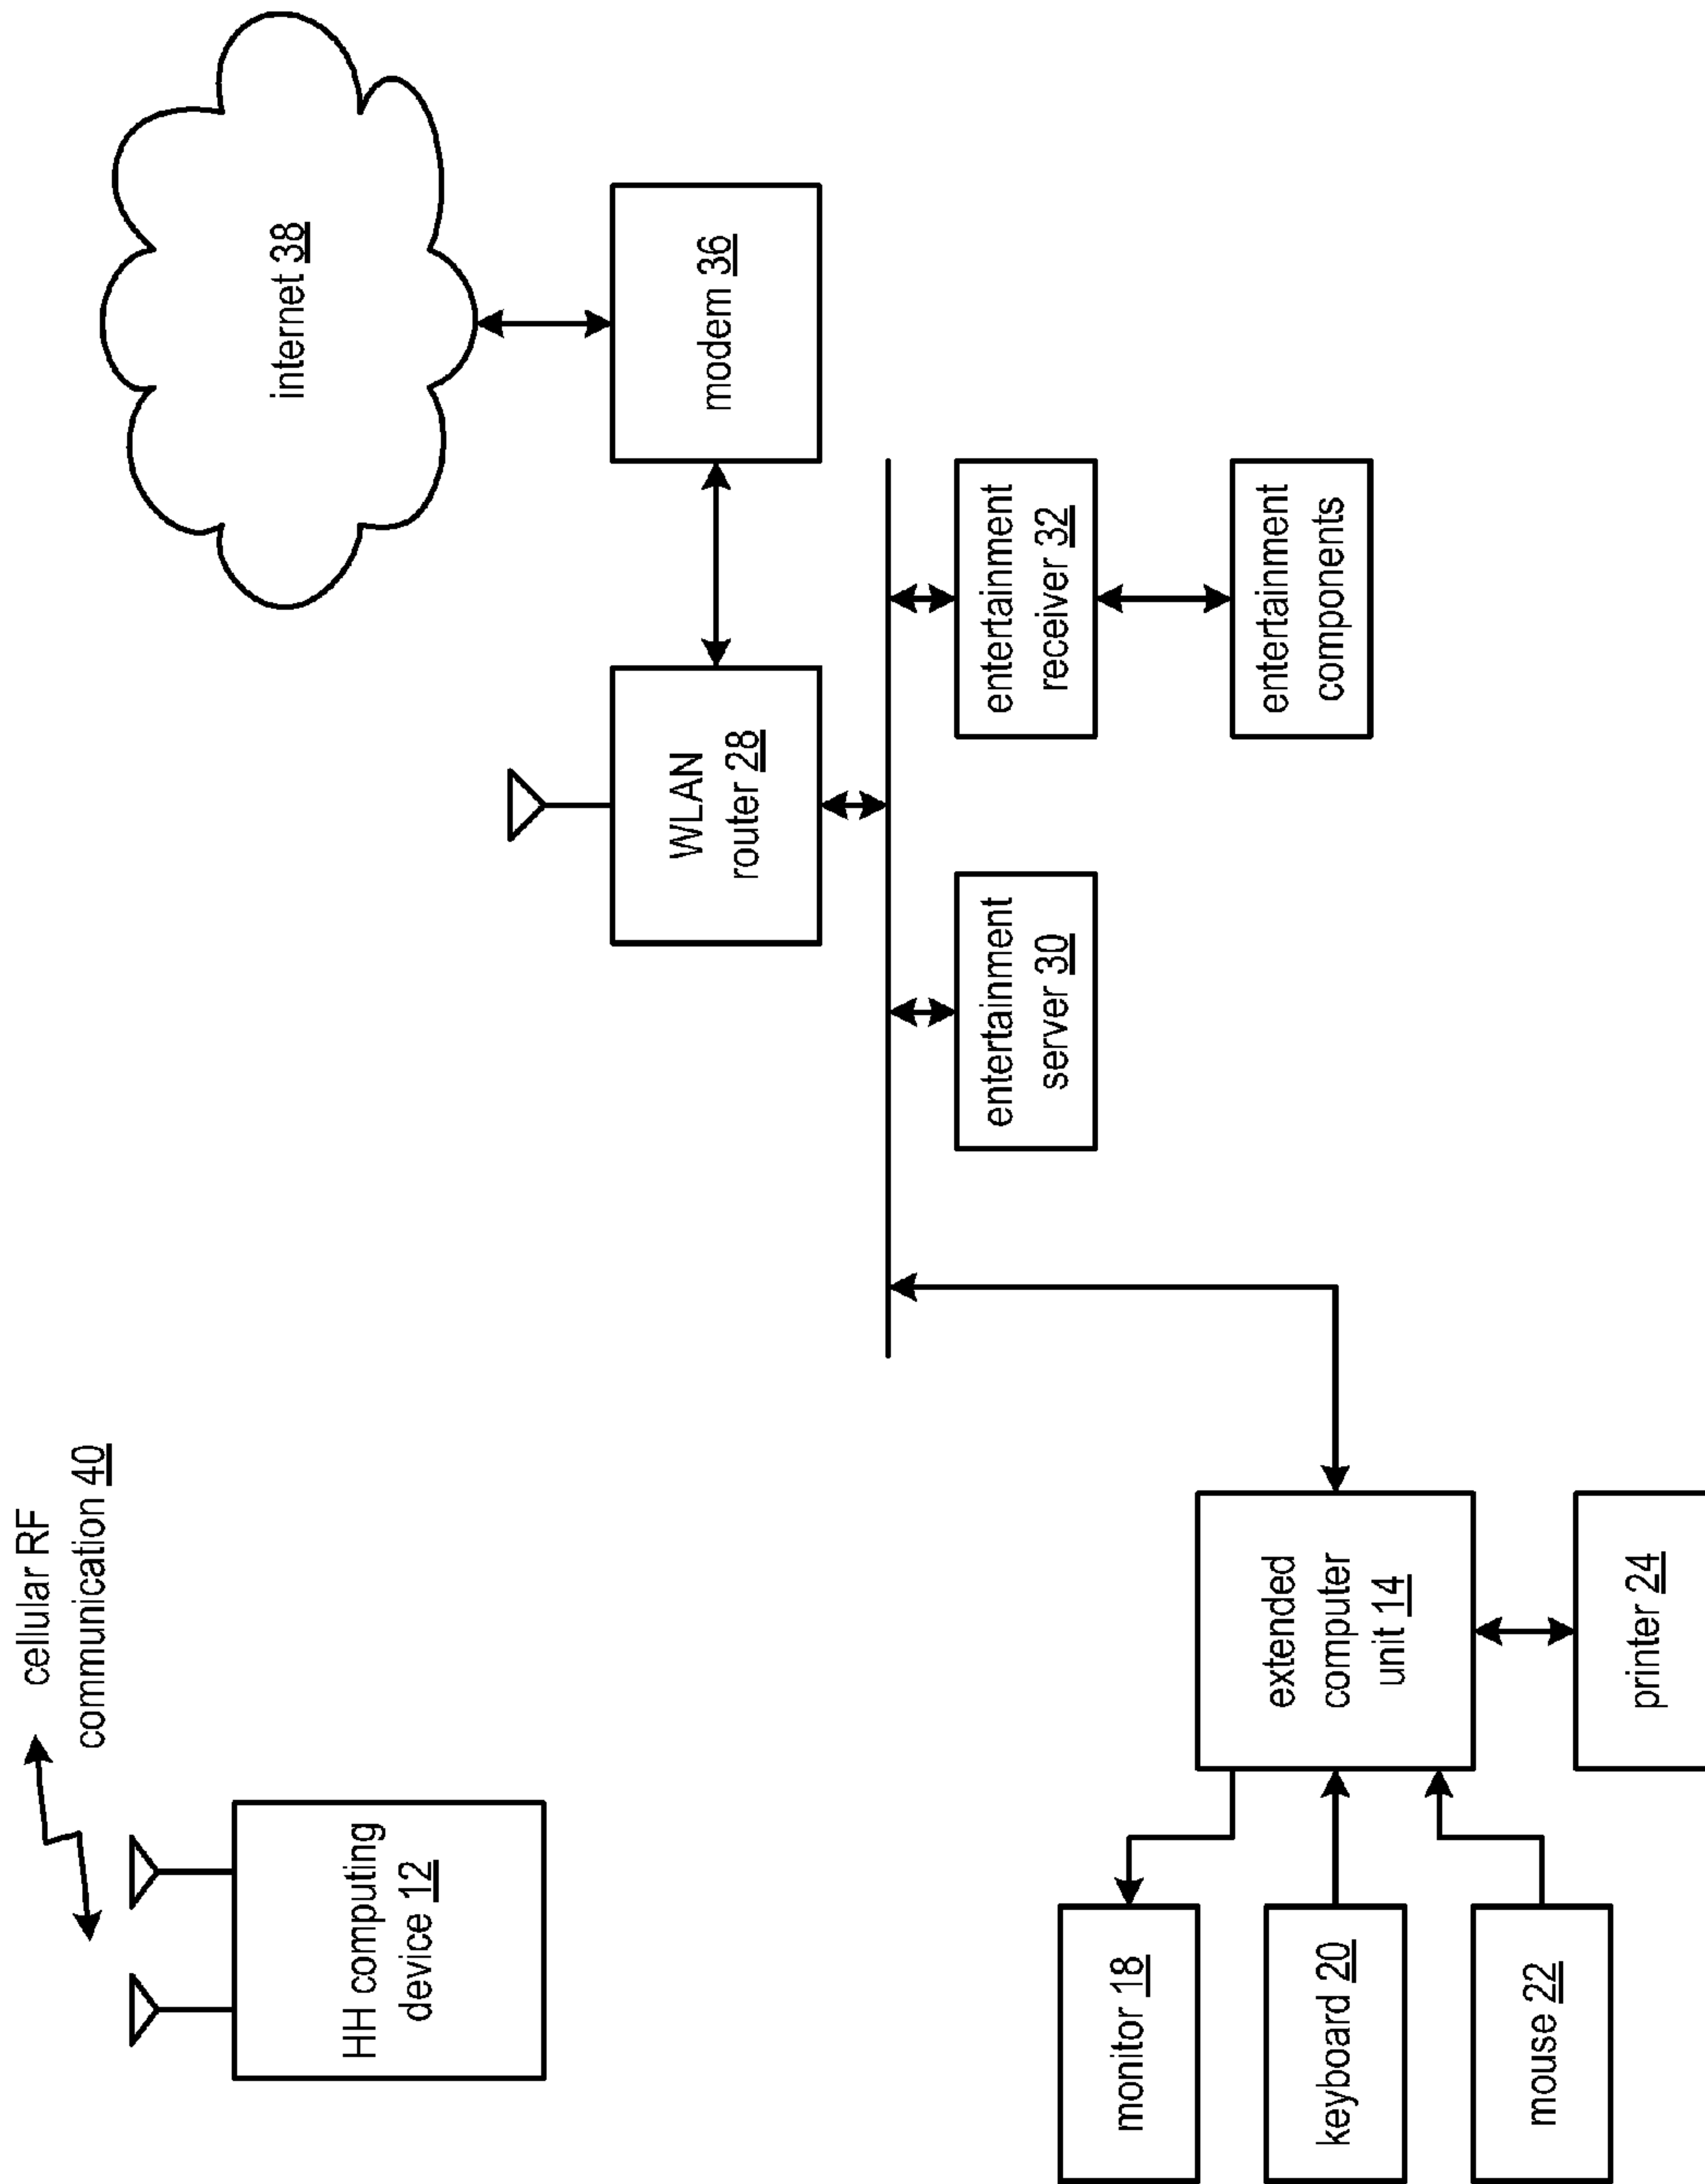 cellular RF
communication 40
HH computing
device 12
internet 38
WLAN
router 28
modem 36
entertainment
server 30
entertainment
receiver 32
entertainment
components
extended
computer
unit 14
monitor 18
keyboard 20
mouse 22
printer 24